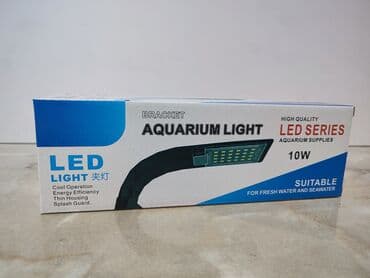 BRACKET
AQUARIUM LIGHT
HIGH QUALITY
LED SERIES
AQUARIUM SUPPLIES
10W
LED
LIGHT 夹灯
Cool Operation
Energy Efficiency
Thin Housing
Splash Guard.
SUITABLE
FOR FRESH WATER AND SEAWATER